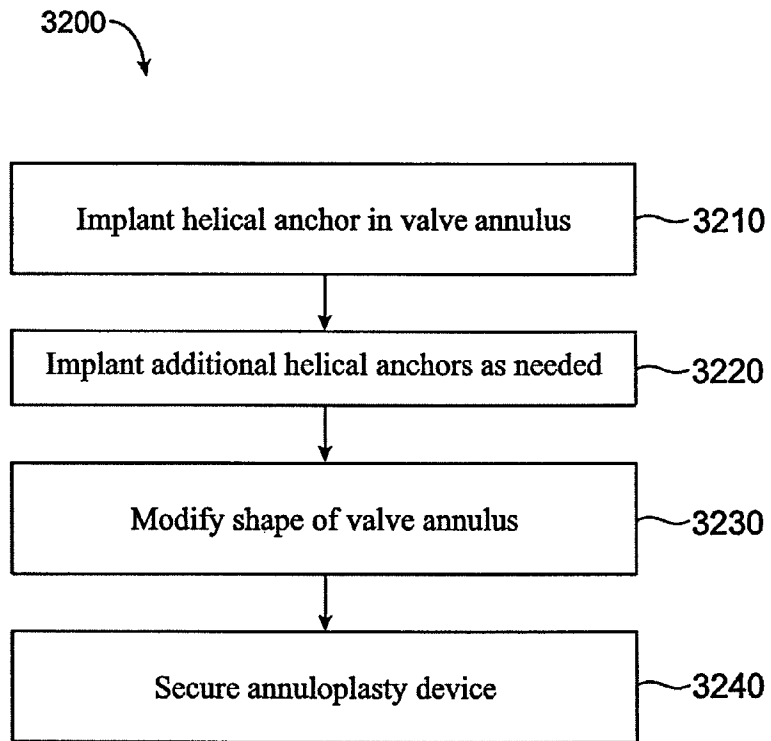 3200
Implant helical anchor in valve annulus
3210
Implant additional helical anchors as needed
3220
Modify shape of valve annulus
3230
Secure annuloplasty device
3240